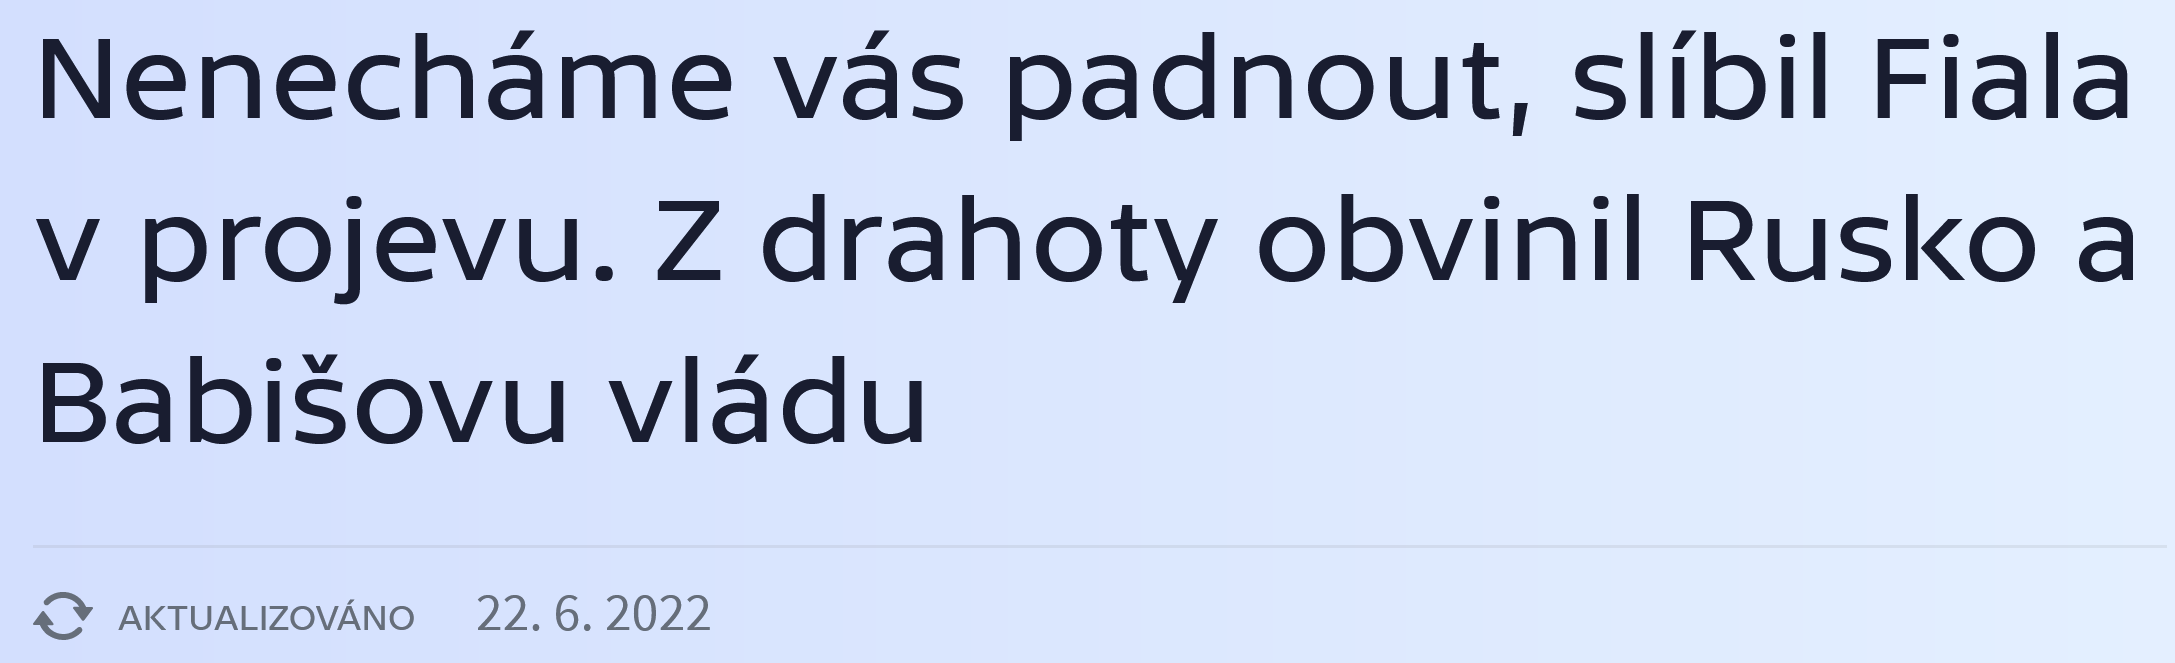 Nenecháme vás padnout, slíbil Fiala
v projevu. Z drahoty obvinil Rusko a
Babišovu vládu
AKTUALIZOVÁNO 22. 6. 2022